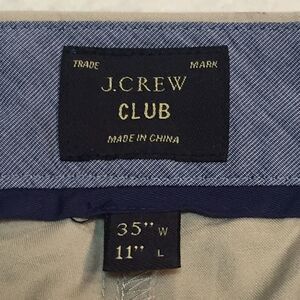 TRADE MARK
J.CREW
CLUB
MADE IN CHINA
35" W
11" L